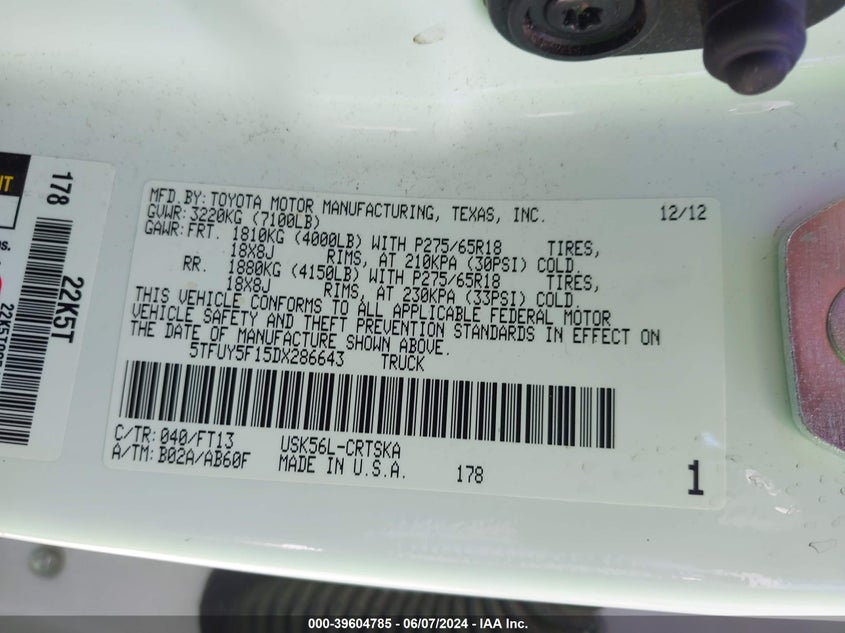 MFD.BY:TOYOTA MOTOR MANUFACTURING, TEXAS, INC. 12/12
GVWR:3220KG (7100LB)
GAWR:FRT. 1810KG (4000LB) WITH P275/65R18 TIRES,
18X8J RIMS, AT 210KPA (30PSI) COLD.
RR. 1880KG (4150LB) WITH P275/65R18 TIRES,
18X8J RIMS, AT 230KPA (33PSI) COLD.
THIS VEHICLE CONFORMS TO ALL APPLICABLE FEDERAL MOTOR
VEHICLE SAFETY AND THEFT PREVENTION STANDARDS IN EFFECT ON
THE DATE OF MANUFACTURE SHOWN ABOVE.
5TFUY5F15DX286643 TRUCK
C/TR:040/FT13 USK56L-CRTSKA
A/TM:B02A/AB60F MADE IN U.S.A. 178 1
178
22K5T
000-39604785 - 06/07/2024 - IAA Inc.